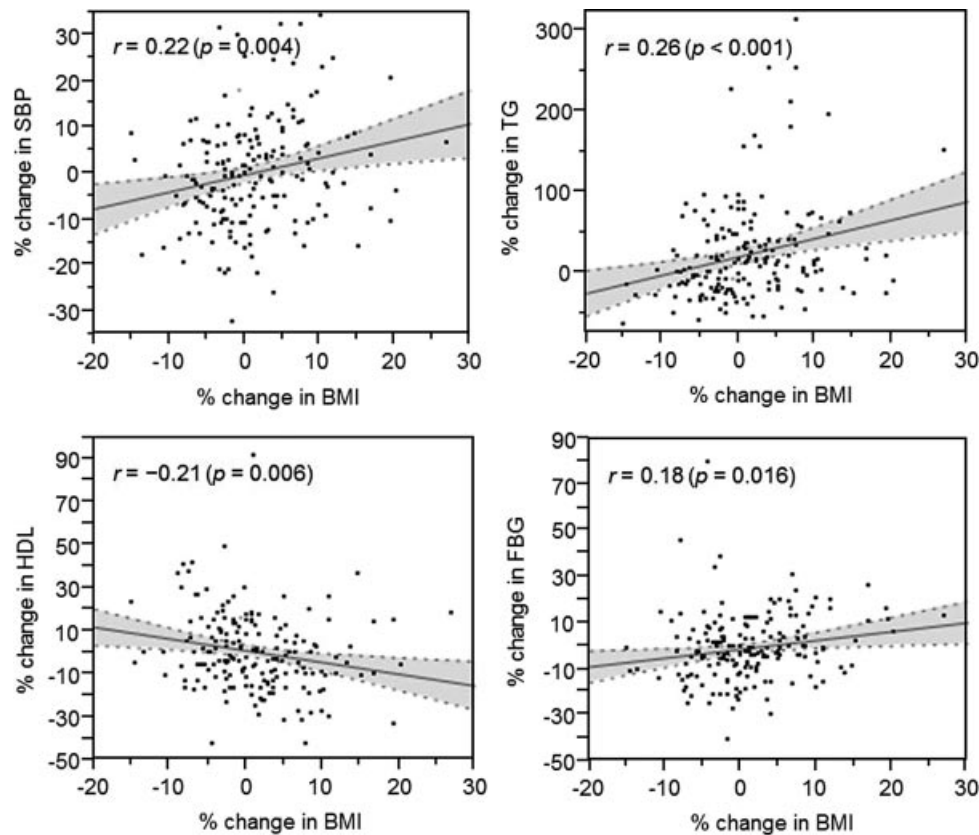 r = 0.22 (p = 0.004)
% change in SBP
30
20
10
0
-10
-20
-30
-20 -10 0 10 20 30
% change in BMI
r = 0.26 (p < 0.001)
% change in TG
300
200
100
0
-20 -10 0 10 20 30
% change in BMI
r = −0.21 (p = 0.006)
% change in HDL
90
70
50
30
10
-10
-30
-50
-20 -10 0 10 20 30
% change in BMI
r = 0.18 (p = 0.016)
% change in FBG
90
70
50
30
10
-10
-30
-50
-20 -10 0 10 20 30
% change in BMI